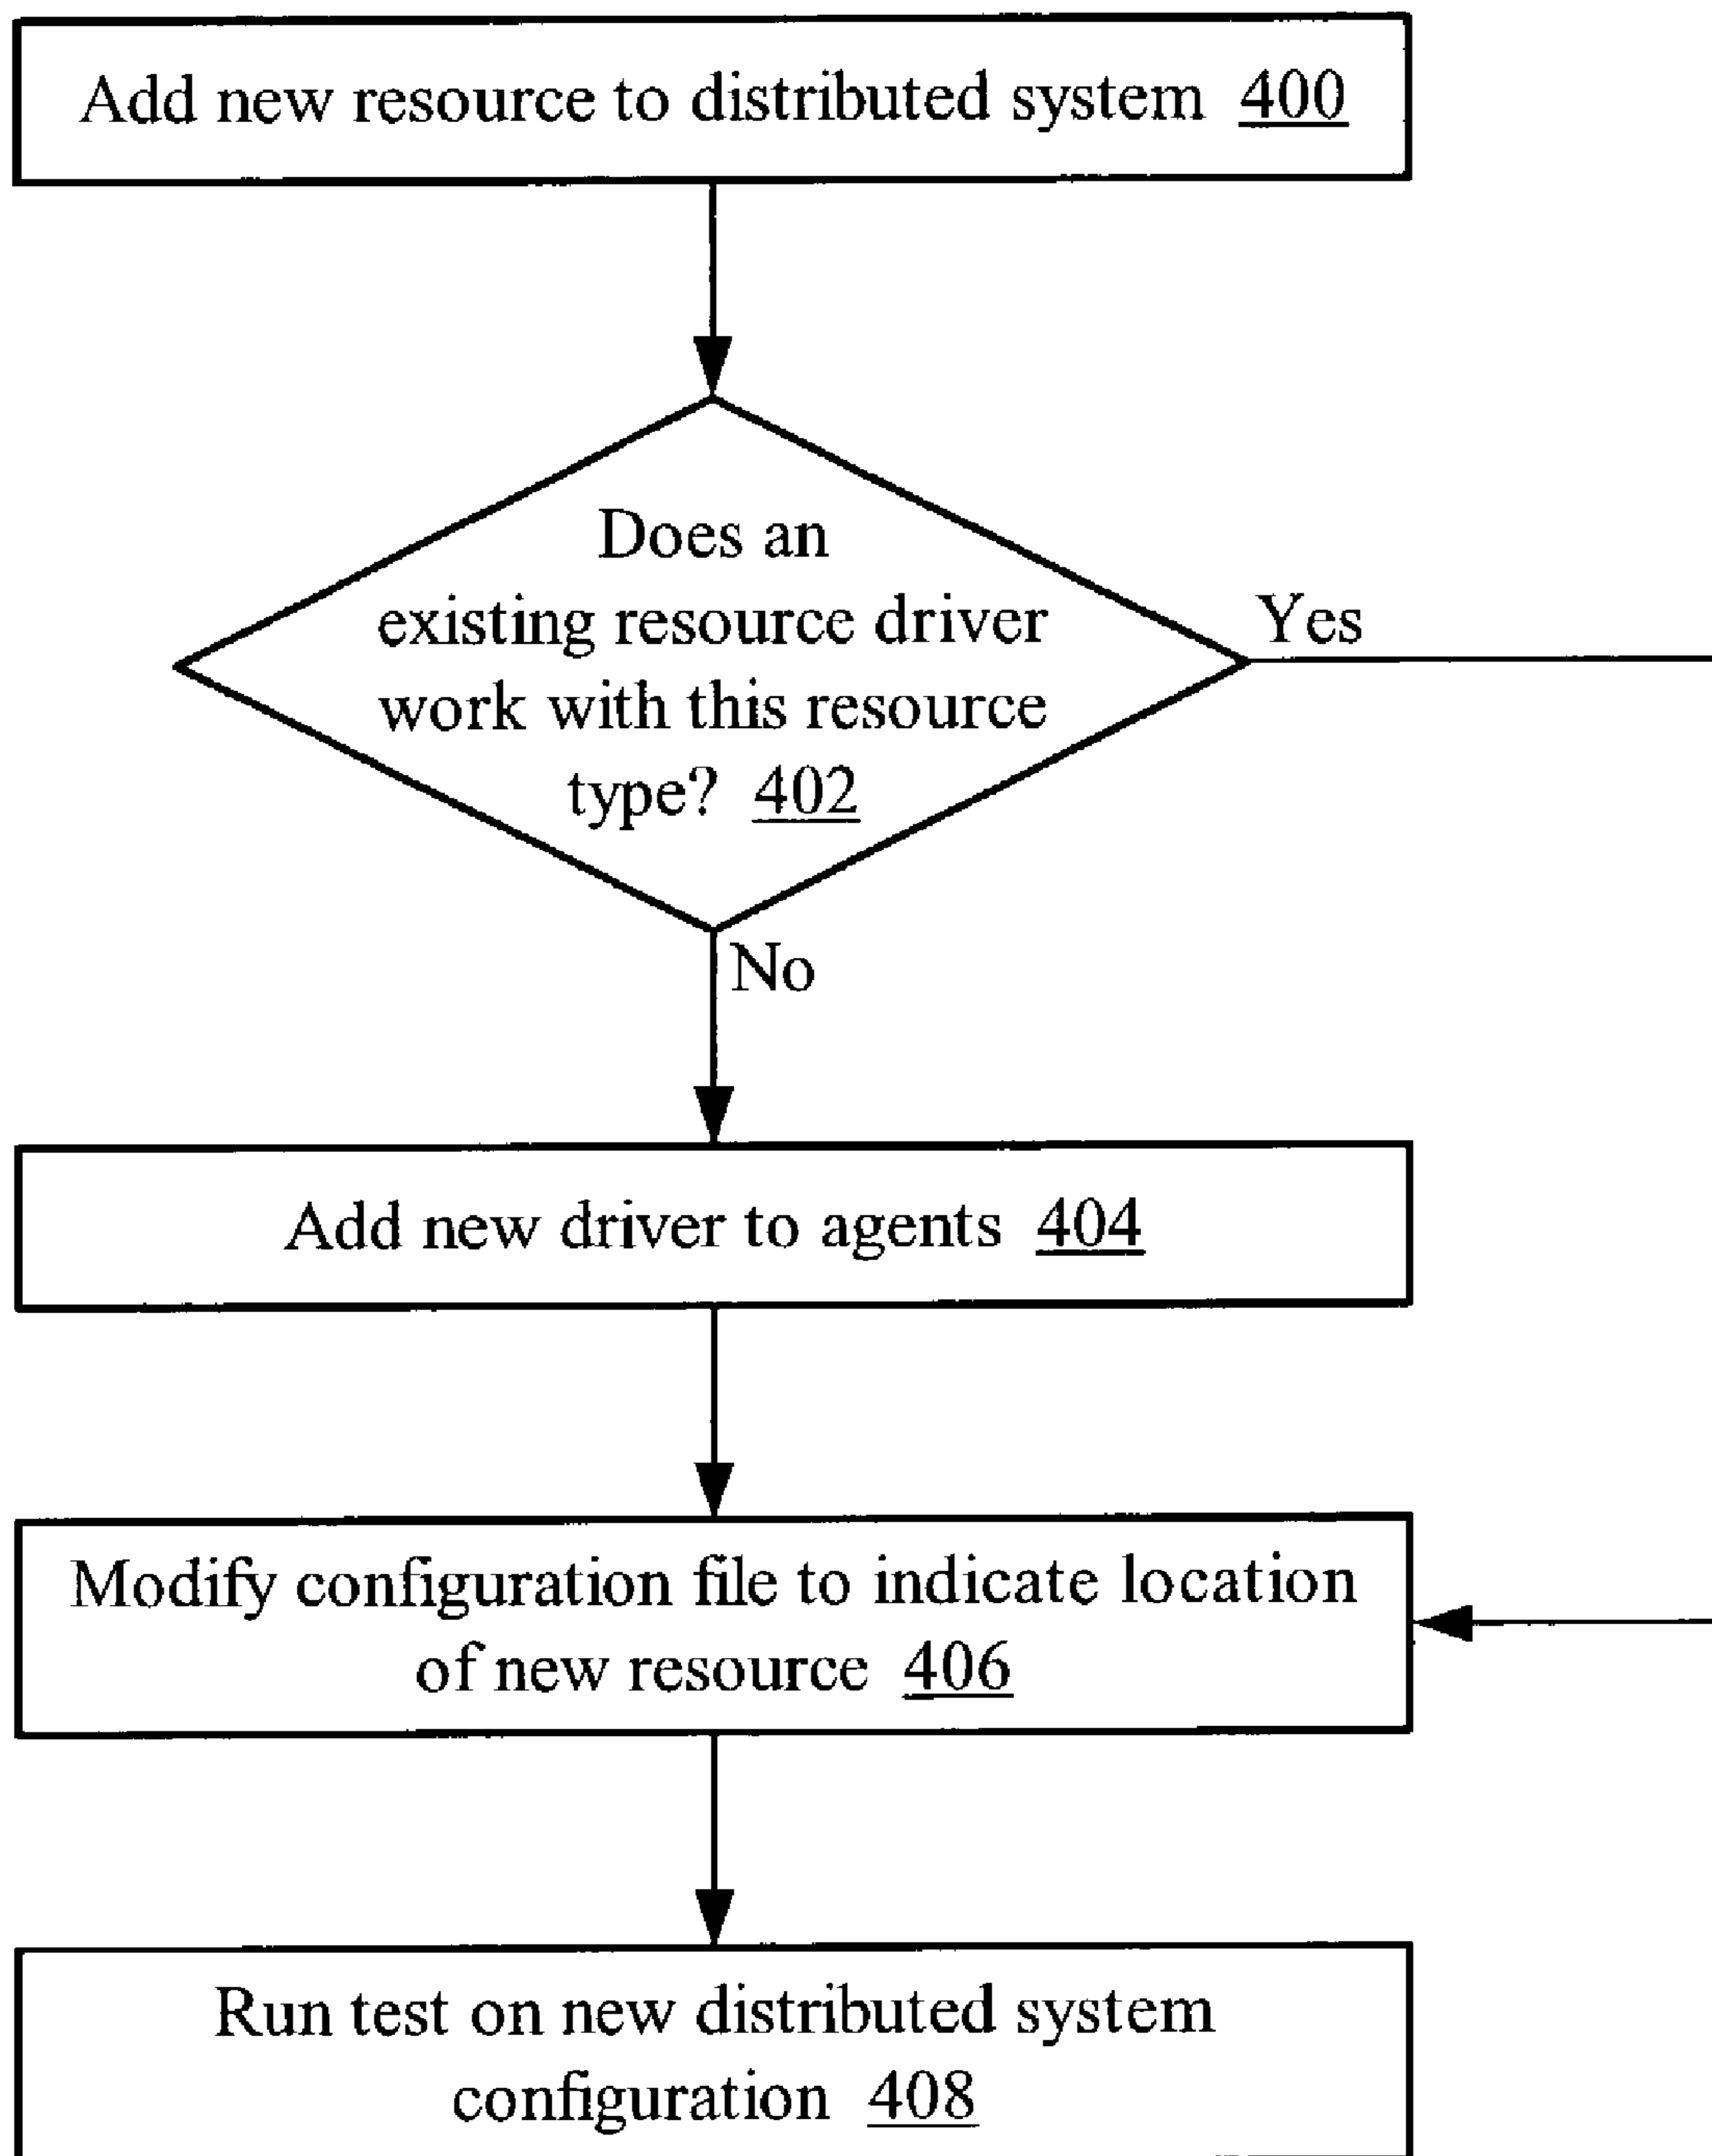 Add new resource to distributed system 400
Does an
existing resource driver
work with this resource
type? 402
Yes
No
Add new driver to agents 404
Modify configuration file to indicate location
of new resource 406
Run test on new distributed system
configuration 408